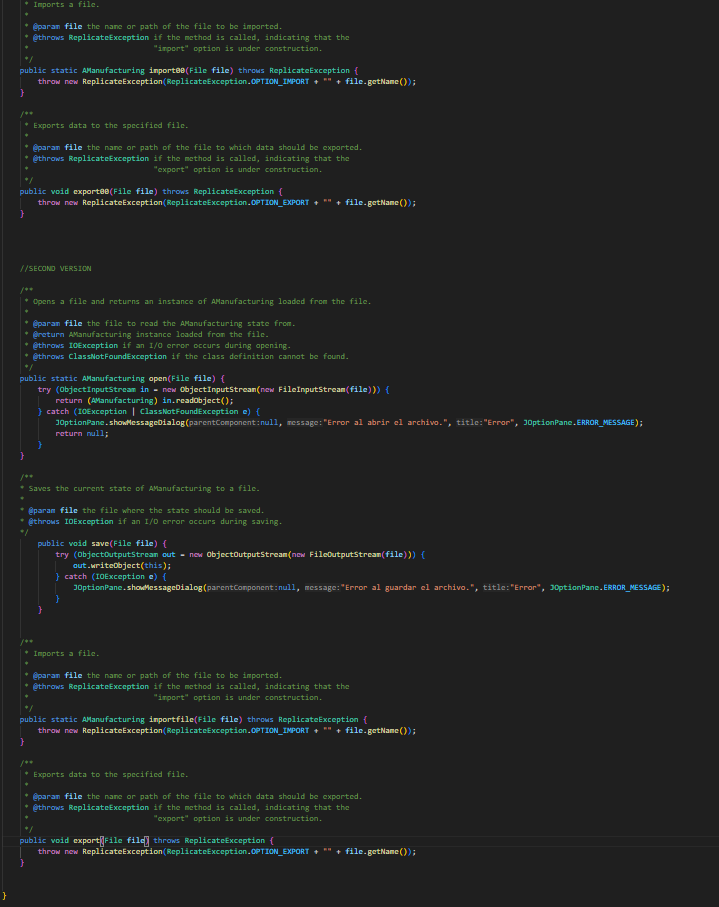 * Imports a file.
*
* @param file the name or path of the file to be imported.
* @throws ReplicateException if the method is called, indicating that the
* "import" option is under construction.
*/
public static AManufacturing import00(File file) throws ReplicateException {
throw new ReplicateException(ReplicateException.OPTION_IMPORT + "" + file.getName());
}
/**
* Exports data to the specified file.
*
* @param file the name or path of the file to which data should be exported.
* @throws ReplicateException if the method is called, indicating that the
* "export" option is under construction.
*/
public void export00(File file) throws ReplicateException {
throw new ReplicateException(ReplicateException.OPTION_EXPORT + "" + file.getName());
}
//SECOND VERSION
/**
* Opens a file and returns an instance of AManufacturing loaded from the file.
*
* @param file the file to read the AManufacturing state from.
* @return AManufacturing instance loaded from the file.
* @throws IOException if an I/O error occurs during opening.
* @throws ClassNotFoundException if the class definition cannot be found.
*/
public static AManufacturing open(File file) {
try (ObjectInputStream in = new ObjectInputStream(new FileInputStream(file))) {
return (AManufacturing) in.readObject();
} catch (IOException | ClassNotFoundException e) {
JOptionPane.showMessageDialog(parentComponent:null, message:"Error al abrir el archivo.", title:"Error", JOptionPane.ERROR_MESSAGE);
return null;
}
}
/**
* Saves the current state of AManufacturing to a file.
*
* @param file the file where the state should be saved.
* @throws IOException if an I/O error occurs during saving.
*/
public void save(File file) {
try (ObjectOutputStream out = new ObjectOutputStream(new FileOutputStream(file))) {
out.writeObject(this);
} catch (IOException e) {
JOptionPane.showMessageDialog(parentComponent:null, message:"Error al guardar el archivo.", title:"Error", JOptionPane.ERROR_MESSAGE);
}
}
/**
* Imports a file.
*
* @param file the name or path of the file to be imported.
* @throws ReplicateException if the method is called, indicating that the
* "import" option is under construction.
*/
public static AManufacturing importfile(File file) throws ReplicateException {
throw new ReplicateException(ReplicateException.OPTION_IMPORT + "" + file.getName());
}
/**
* Exports data to the specified file.
*
* @param file the name or path of the file to which data should be exported.
* @throws ReplicateException if the method is called, indicating that the
* "export" option is under construction.
*/
public void export(File file) throws ReplicateException {
throw new ReplicateException(ReplicateException.OPTION_EXPORT + "" + file.getName());
}
}